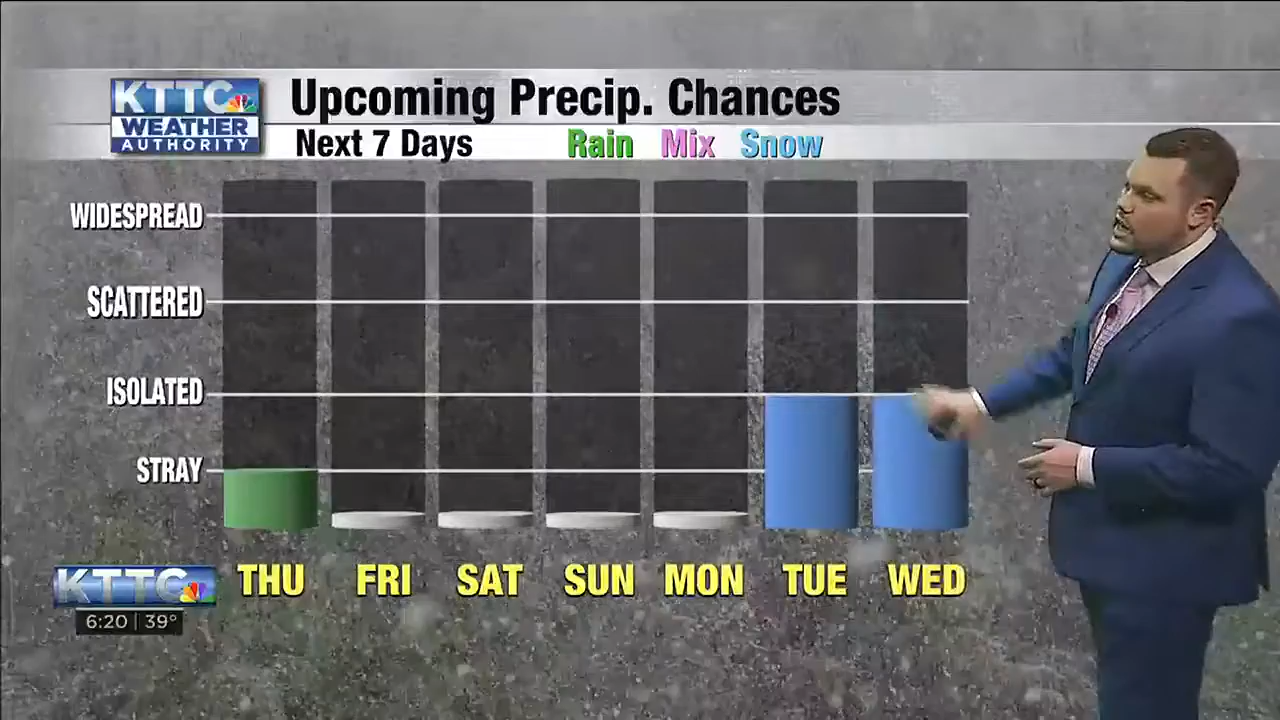 KTTC
WEATHER
AUTHORITY
Upcoming Precip. Chances
Next 7 Days Rain Mix Snow
WIDESPREAD
SCATTERED
ISOLATED
STRAY
THU FRI SAT SUN MON TUE WED
KTTC
6:20 39°